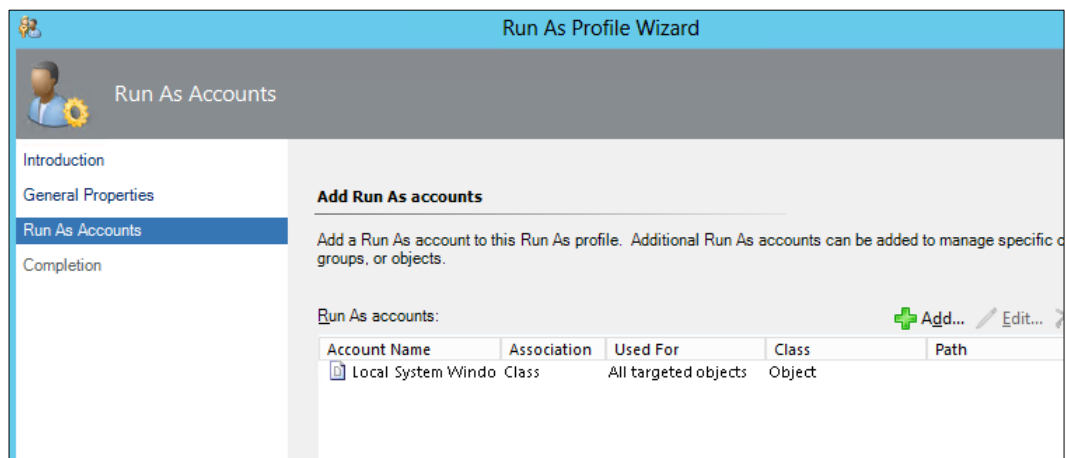 Run As Profile Wizard
Run As Accounts
Introduction
General Properties
Run As Accounts
Completion
Add Run As accounts
Add a Run As account to this Run As profile. Additional Run As accounts can be added to manage specific
groups, or objects.
Run As accounts:
Add... Edit...
Account Name Association Used For Class Path
Local System Windo Class All targeted objects Object